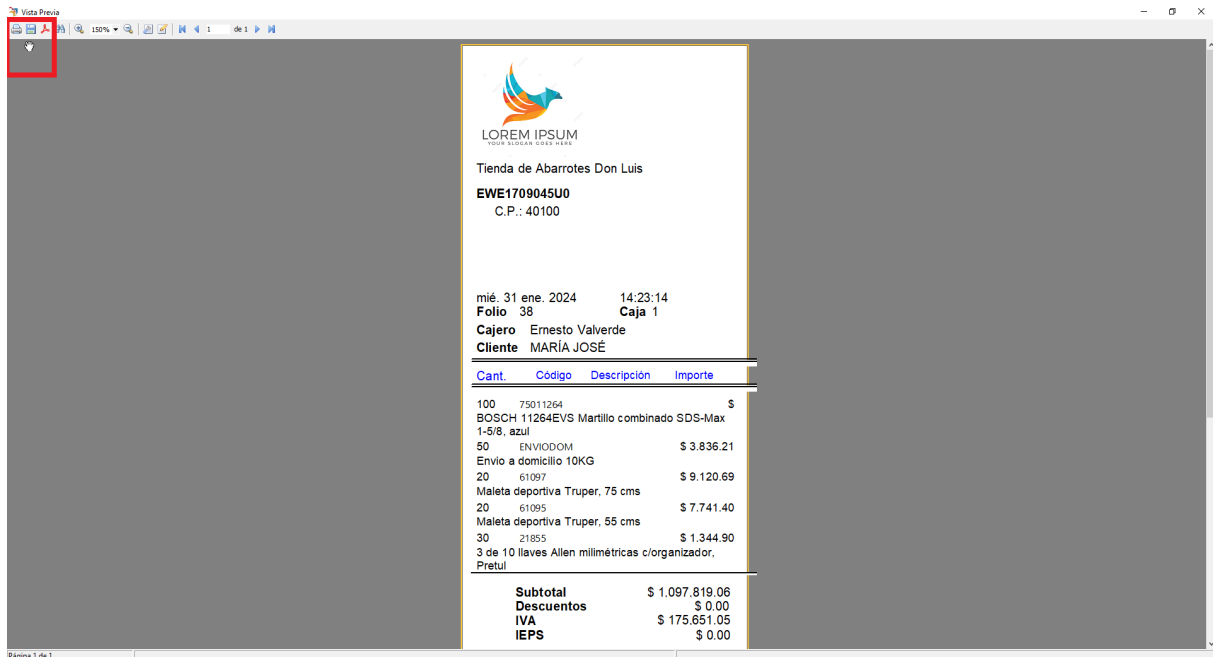 Vista Previa
150% 1 de 1
LOREM IPSUM
YOUR SLOGAN GOES HERE
Tienda de Abarrotes Don Luis
EWE1709045U0
C.P.: 40100
mié. 31 ene. 2024 14:23:14
Folio 38 Caja 1
Cajero Ernesto Valverde
Cliente MARÍA JOSÉ
Cant. Código Descripción Importe
100 75011264 $
BOSCH 11264EVS Martillo combinado SDS-Max
1-5/8, azul
50 ENVIODOM $ 3.836.21
Envio a domicilio 10KG
20 61097 $ 9.120.69
Maleta deportiva Truper, 75 cms
20 61095 $ 7.741.40
Maleta deportiva Truper, 55 cms
30 21855 $ 1.344.90
3 de 10 llaves Allen milimétricas c/organizador,
Pretul
Subtotal $ 1,097,819.06
Descuentos $ 0.00
IVA $ 175,651.05
IEPS $ 0.00
Página 1 de 1